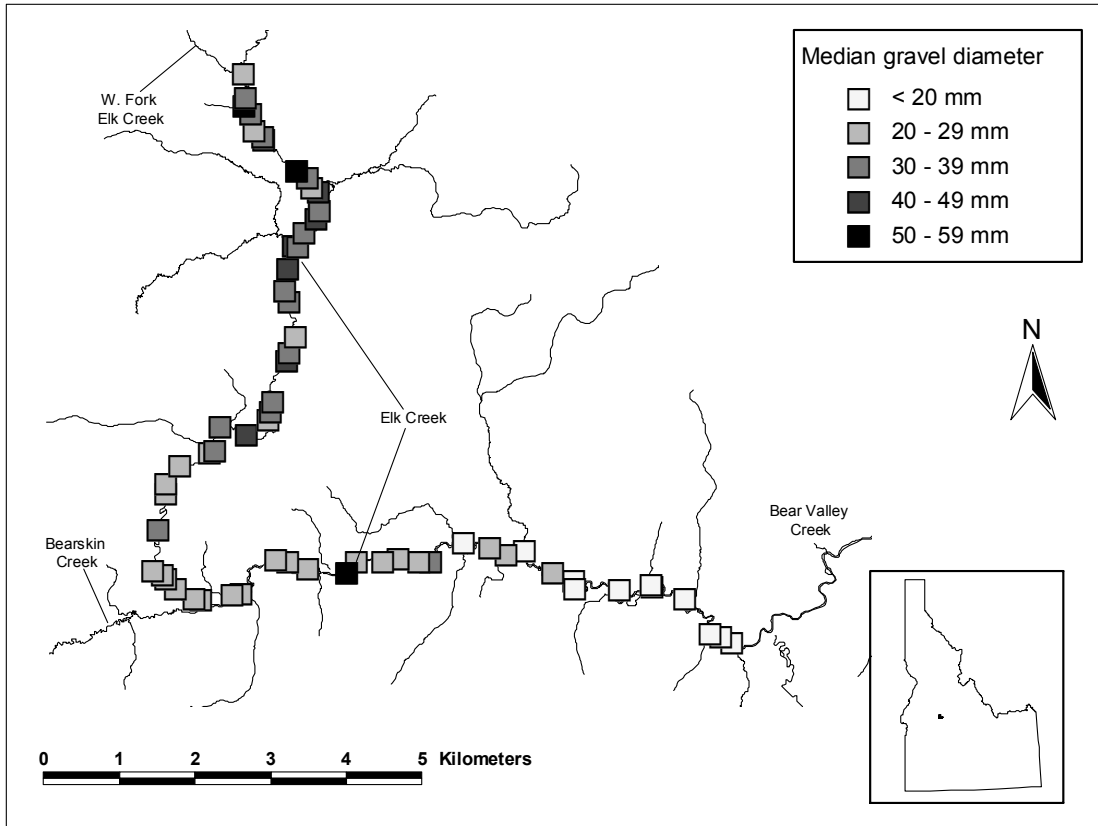 Median gravel diameter
< 20 mm
20 - 29 mm
30 - 39 mm
40 - 49 mm
50 - 59 mm
W. Fork
Elk Creek
N
Elk Creek
Bear Valley
Creek
Bearskin
Creek
0 1 2 3 4 5 Kilometers